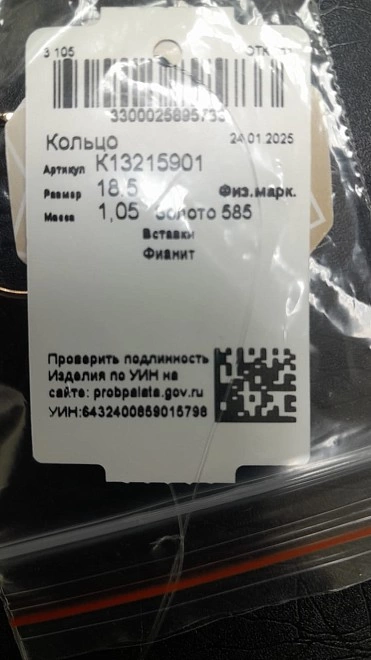 3 105
3300025895733
Кольцо 24.01.2025
Артикул К13215901
Размер 18.5 Физ.марк.
Масса 1,05 Золото 585
Вставки
Фианит
Проверить подлинность
Изделия по УИН на
сайте: probpalata.gov.ru
УИН:6432400859015798